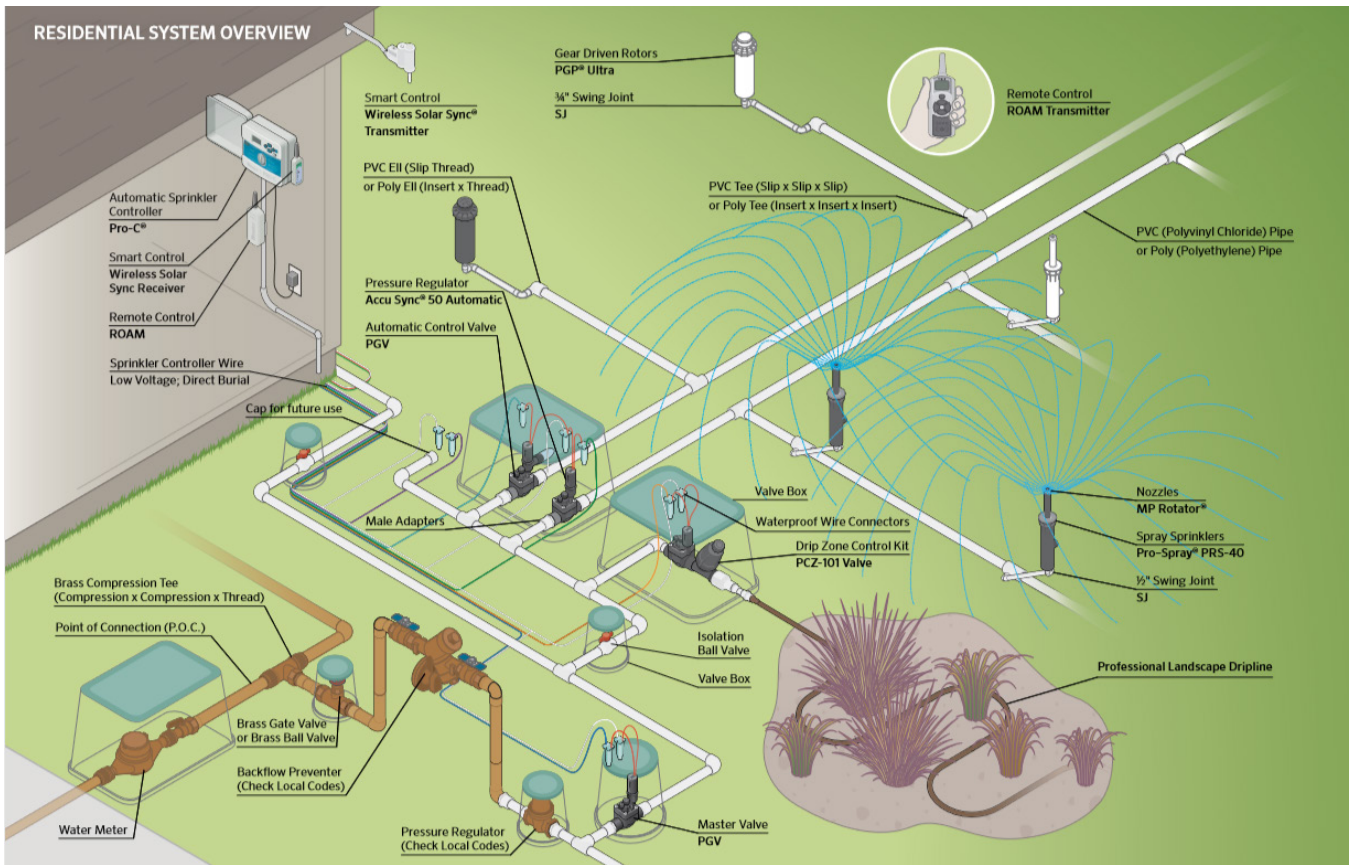 RESIDENTIAL SYSTEM OVERVIEW
Smart Control
Wireless Solar Sync®
Transmitter
Gear Driven Rotors
PGP® Ultra
¾" Swing Joint
SJ
Remote Control
ROAM Transmitter
PVC Ell (Slip Thread)
or Poly Ell (Insert x Thread)
PVC Tee (Slip x Slip x Slip)
or Poly Tee (Insert x Insert x Insert)
PVC (Polyvinyl Chloride) Pipe
or Poly (Polyethylene) Pipe
Automatic Sprinkler
Controller
Pro-C®
Smart Control
Wireless Solar
Sync Receiver
Remote Control
ROAM
Sprinkler Controller Wire
Low Voltage; Direct Burial
Pressure Regulator
Accu Sync® 50 Automatic
Automatic Control Valve
PGV
Cap for future use
Male Adapters
Valve Box
Waterproof Wire Connectors
Drip Zone Control Kit
PCZ-101 Valve
Nozzles
MP Rotator®
Spray Sprinklers
Pro-Spray® PRS-40
½" Swing Joint
SJ
Brass Compression Tee
(Compression x Compression x Thread)
Point of Connection (P.O.C.)
Isolation
Ball Valve
Valve Box
Professional Landscape Dripline
Brass Gate Valve
or Brass Ball Valve
Backflow Preventer
(Check Local Codes)
Water Meter
Pressure Regulator
(Check Local Codes)
Master Valve
PGV